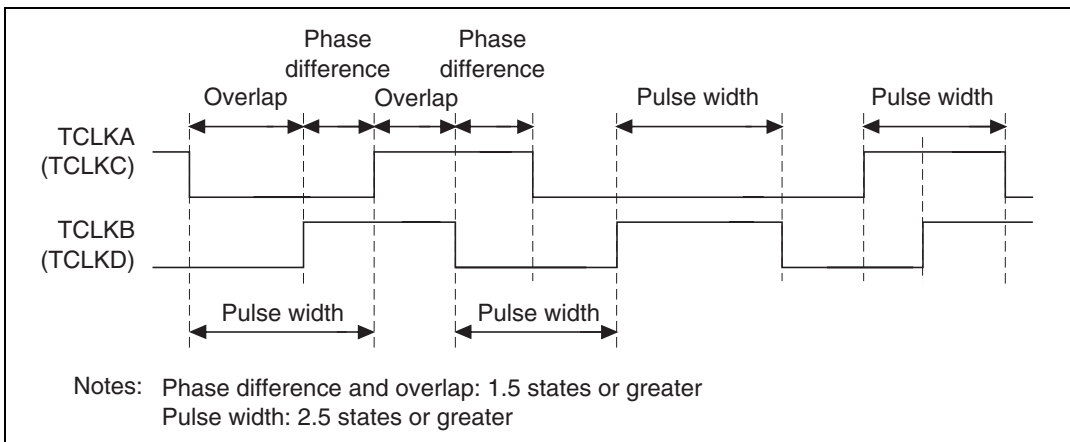 Phase difference
Phase difference
Overlap
Overlap
Pulse width
Pulse width
TCLKA
(TCLKC)
TCLKB
(TCLKD)
Pulse width
Pulse width
Notes: Phase difference and overlap: 1.5 states or greater
Pulse width: 2.5 states or greater